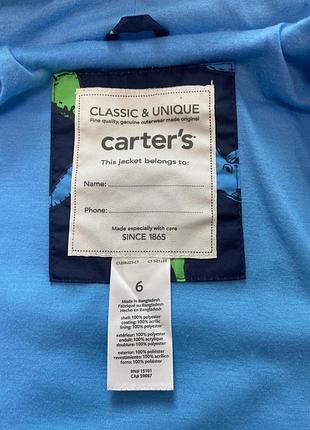 CLASSIC & UNIQUE
Fine quality, genuine outerwear made original
carter's
This jacket belongs to:
Name:
Phone:
Made especially with care
SINCE 1865
6
Made in Bangladesh
Fabricado au Bangladesh
Hecho en Bangladesh
shell: 100% polyester
coating: 100% acrylic
lining: 100% polyester
extérieur: 100% polyester
enduit: 100% acrylique
doublure: 100% polyester
exterior: 100% poliéster
revestimiento: 100% acrílico
forro: 100% poliéster
RN# 15101
CA# 59087